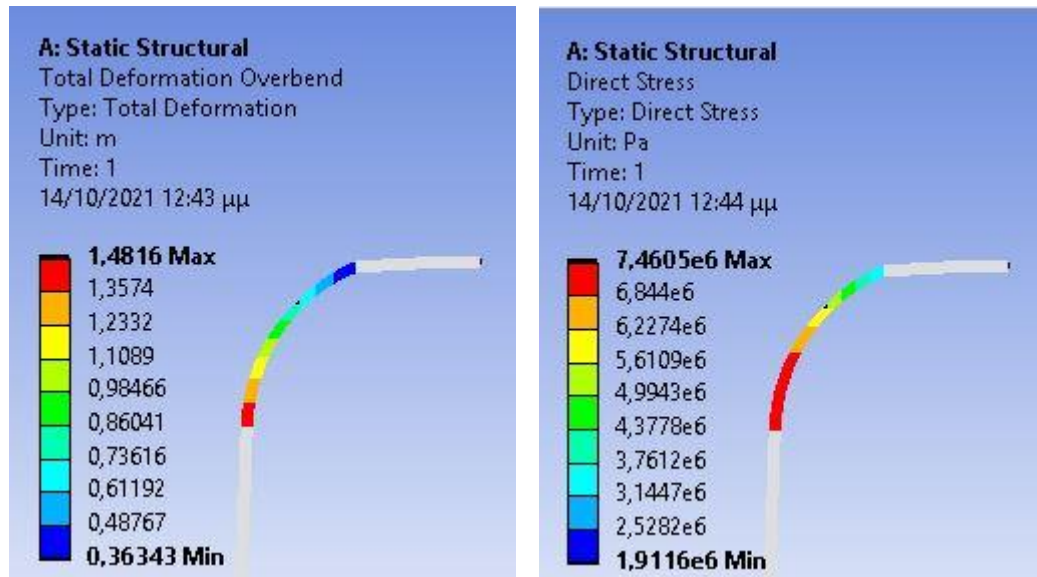 A: Static Structural
Total Deformation Overbend
Type: Total Deformation
Unit: m
Time: 1
14/10/2021 12:43 μμ
1,4816 Max
1,3574
1,2332
1,1089
0,98466
0,86041
0,73616
0,61192
0,48767
0,36343 Min
A: Static Structural
Direct Stress
Type: Direct Stress
Unit: Pa
Time: 1
14/10/2021 12:44 μμ
7,4605e6 Max
6,844e6
6,2274e6
5,6109e6
4,9943e6
4,3778e6
3,7612e6
3,1447e6
2,5282e6
1,9116e6 Min